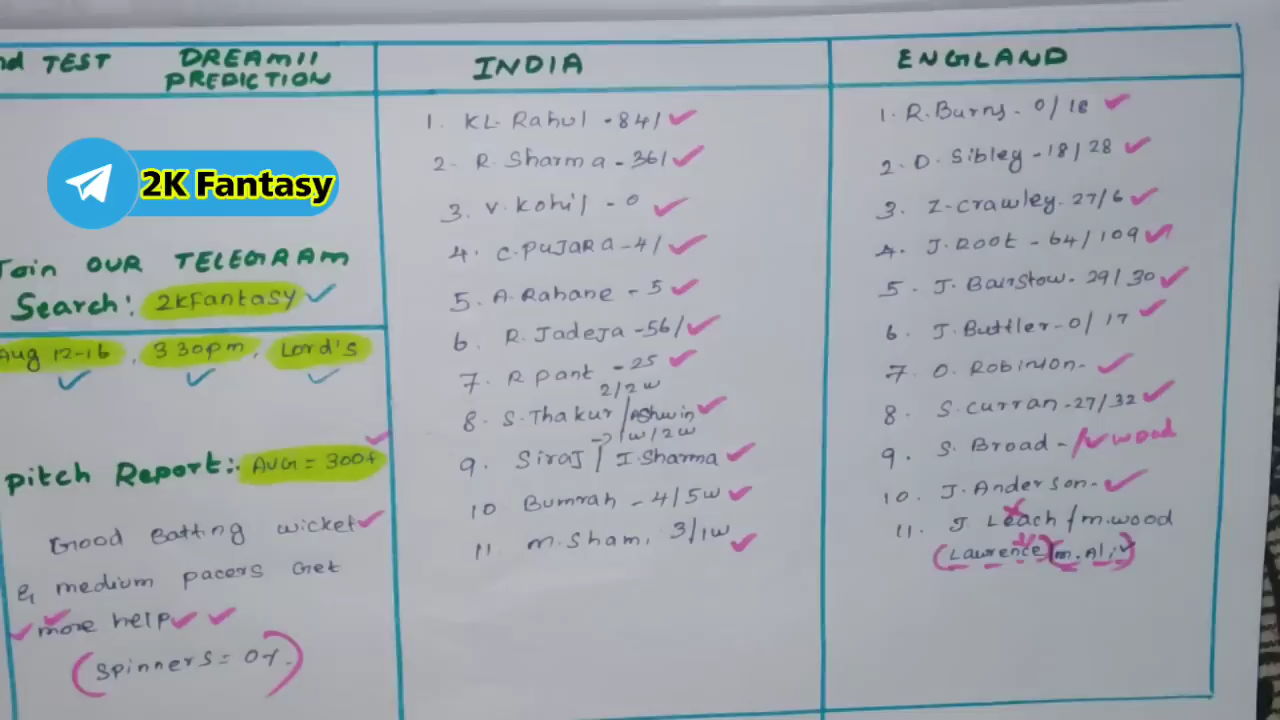 nd TEST DREAM11
PREDICTION
2K Fantasy
Join OUR TELEGRAM
Search: 2kFantasy
Aug 12-16, 3 30pm, Lord's
pitch Report:- AVG = 300+
Good batting wicket
& medium pacers Get
more help
(Spinners = 0%.)
INDIA
1. KL. Rahul - 84/
2. R. Sharma - 36/
3. V. Kohil - 0
4. C. PUJARA - 4/
5. A. Rahane - 5
6. R. Jadeja - 56/
7. R pant - 25
2/2w
8. S. Thakur / Ashwin
→ 1w/2w
9. Siraj / I. Sharma
10 Bumrah - 4/5w
11 M. Shami 3/1w
ENGLAND
1. R. Burns - 0/18
2. D. Sibley - 18/28
3. Z. Crawley. 27/6
4. J. Root - 64/109
5. J. Bairstow - 29/30
6. J. Buttler - 0/17
7 O. Robinson -
8. S. Curran - 27/32
9. S. Broad - / wood
10. J. Anderson -
11. J. Leach / M. wood
(Lawrence) (M. Ali)